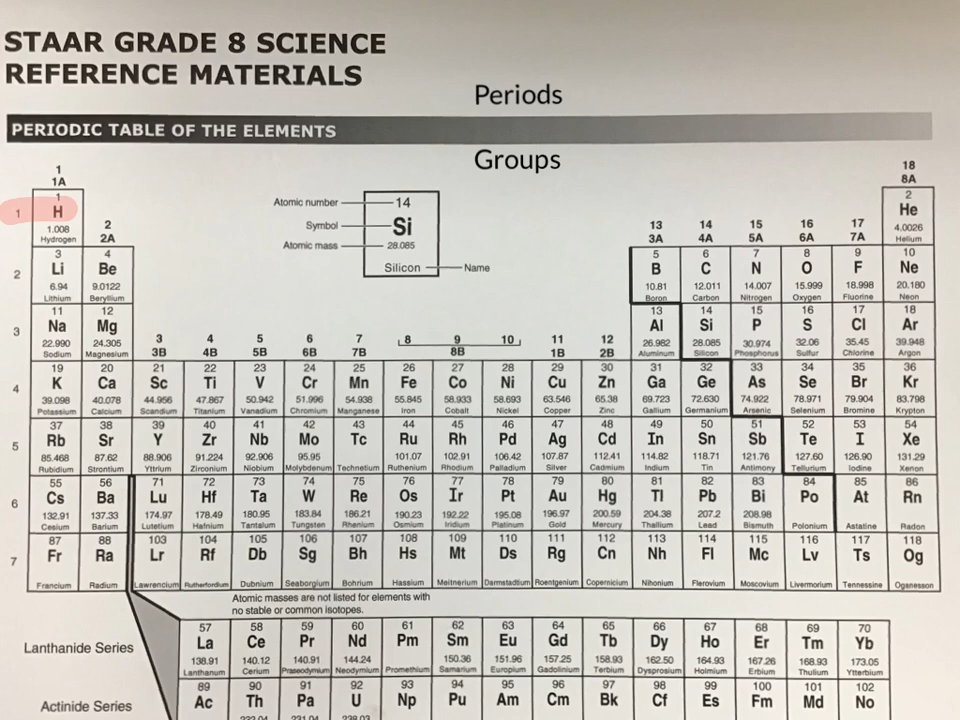 STAAR GRADE 8 SCIENCE
REFERENCE MATERIALS
Periods
PERIODIC TABLE OF THE ELEMENTS
Groups
1 18
1A 8A
Atomic number 14
Symbol Si
Atomic mass 28.085
Silicon Name
1 2
1 H He
1.008 2 13 14 15 16 17 4.0026
Hydrogen 2A 3A 4A 5A 6A 7A Helium
3 4 5 6 7 8 9 10
2 Li Be B C N O F Ne
6.94 9.0122 10.81 12.011 14.007 15.999 18.998 20.180
Lithium Beryllium Boron Carbon Nitrogen Oxygen Fluorine Neon
11 12 13 14 15 16 17 18
3 Na Mg Al Si P S Cl Ar
22.990 24.305 3 4 5 6 7 8 9 10 11 12 26.982 28.085 30.974 32.06 35.45 39.948
Sodium Magnesium 3B 4B 5B 6B 7B 8B 1B 2B Aluminum Silicon Phosphorus Sulfur Chlorine Argon
19 20 21 22 23 24 25 26 27 28 29 30 31 32 33 34 35 36
4 K Ca Sc Ti V Cr Mn Fe Co Ni Cu Zn Ga Ge As Se Br Kr
39.098 40.078 44.956 47.867 50.942 51.996 54.938 55.845 58.933 58.693 63.546 65.38 69.723 72.630 74.922 78.971 79.904 83.798
Potassium Calcium Scandium Titanium Vanadium Chromium Manganese Iron Cobalt Nickel Copper Zinc Gallium Germanium Arsenic Selenium Bromine Krypton
37 38 39 40 41 42 43 44 45 46 47 48 49 50 51 52 53 54
5 Rb Sr Y Zr Nb Mo Tc Ru Rh Pd Ag Cd In Sn Sb Te I Xe
85.468 87.62 88.906 91.224 92.906 95.95 101.07 102.91 106.42 107.87 112.41 114.82 118.71 121.76 127.60 126.90 131.29
Rubidium Strontium Yttrium Zirconium Niobium Molybdenum Technetium Ruthenium Rhodium Palladium Silver Cadmium Indium Tin Antimony Tellurium Iodine Xenon
55 56 71 72 73 74 75 76 77 78 79 80 81 82 83 84 85 86
6 Cs Ba Lu Hf Ta W Re Os Ir Pt Au Hg Tl Pb Bi Po At Rn
132.91 137.33 174.97 178.49 180.95 183.84 186.21 190.23 192.22 195.08 196.97 200.59 204.38 207.2 208.98
Cesium Barium Lutetium Hafnium Tantalum Tungsten Rhenium Osmium Iridium Platinum Gold Mercury Thallium Lead Bismuth Polonium Astatine Radon
87 88 103 104 105 106 107 108 109 110 111 112 113 114 115 116 117 118
7 Fr Ra Lr Rf Db Sg Bh Hs Mt Ds Rg Cn Nh Fl Mc Lv Ts Og
Francium Radium Lawrencium Rutherfordium Dubnium Seaborgium Bohrium Hassium Meitnerium Darmstadtium Roentgenium Copernicium Nihonium Flerovium Moscovium Livermorium Tennessine Oganesson
Atomic masses are not listed for elements with
no stable or common isotopes.
57 58 59 60 61 62 63 64 65 66 67 68 69 70
Lanthanide Series La Ce Pr Nd Pm Sm Eu Gd Tb Dy Ho Er Tm Yb
138.91 140.12 140.91 144.24 150.36 151.96 157.25 158.93 162.50 164.93 167.26 168.93 173.05
Lanthanum Cerium Praseodymium Neodymium Promethium Samarium Europium Gadolinium Terbium Dysprosium Holmium Erbium Thulium Ytterbium
89 90 91 92 93 94 95 96 97 98 99 100 101 102
Actinide Series Ac Th Pa U Np Pu Am Cm Bk Cf Es Fm Md No